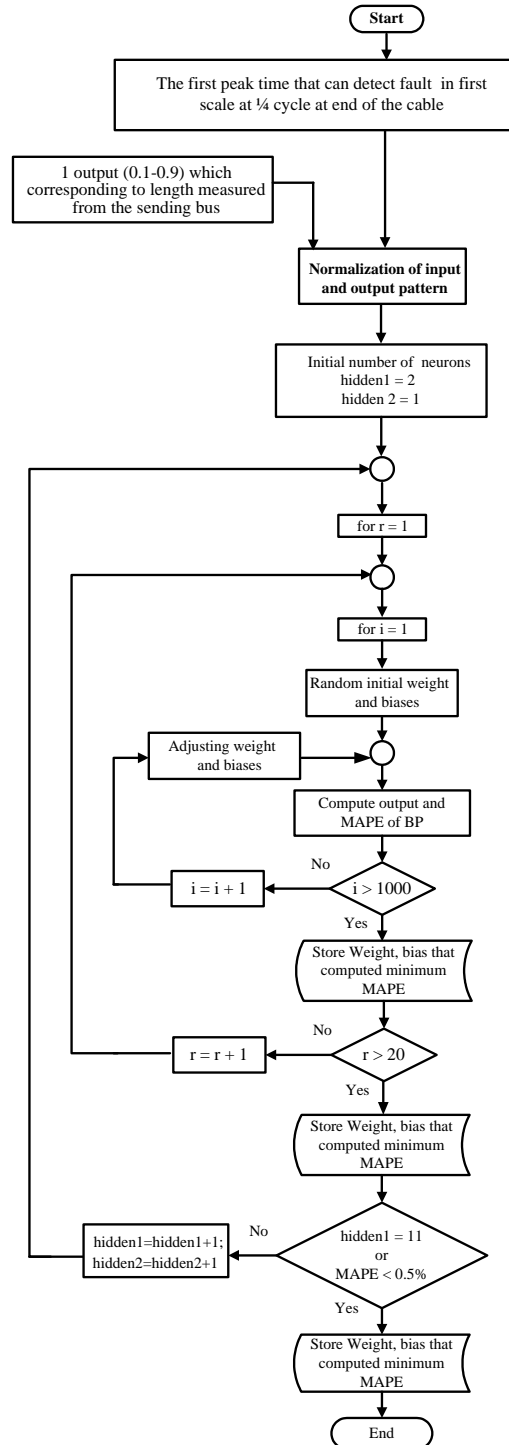 Start
The first peak time that can detect fault in first
scale at ¼ cycle at end of the cable
1 output (0.1-0.9) which
corresponding to length measured
from the sending bus
Normalization of input
and output pattern
Initial number of neurons
hidden1 = 2
hidden 2 = 1
for r = 1
for i = 1
Random initial weight
and biases
Adjusting weight
and biases
Compute output and
MAPE of BP
No
i = i + 1
i > 1000
Yes
Store Weight, bias that
computed minimum
MAPE
No
r = r + 1
r > 20
Yes
Store Weight, bias that
computed minimum
MAPE
hidden1=hidden1+1;
hidden2=hidden2+1
No
hidden1 = 11
or
MAPE < 0.5%
Yes
Store Weight, bias that
computed minimum
MAPE
End